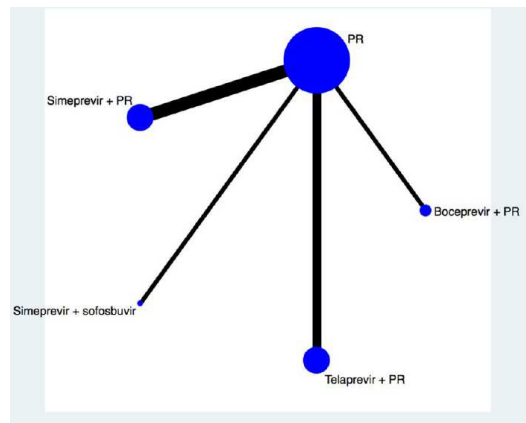 PR
Simeprevir + PR
Boceprevir + PR
Simeprevir + sofosbuvir
Telaprevir + PR